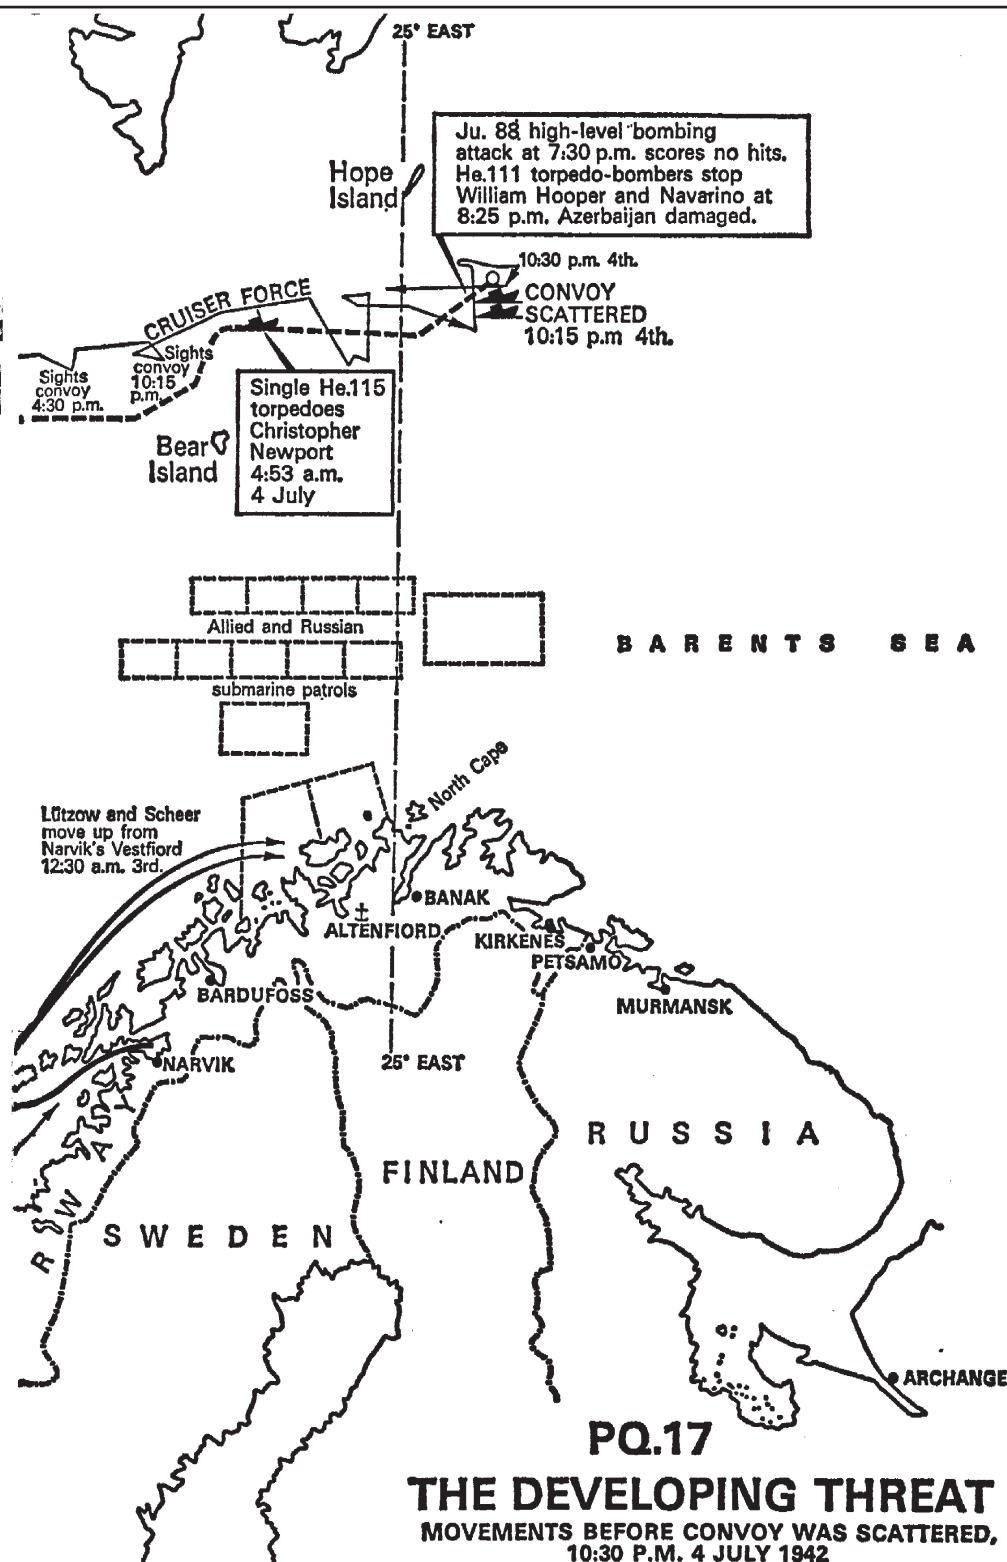 25° EAST
Ju. 88 high-level bombing
attack at 7:30 p.m. scores no hits.
He.111 torpedo-bombers stop
William Hooper and Navarino at
8:25 p.m. Azerbaijan damaged.
Hope
Island
10:30 p.m. 4th.
CONVOY
SCATTERED
10:15 p.m 4th.
CRUISER FORCE
Sights
convoy
4:30 p.m.
Sights
convoy
10:15
p.m.
Single He.115
torpedoes
Christopher
Newport
4:53 a.m.
4 July
Bear
Island
Allied and Russian
submarine patrols
BARENTS SEA
North Cape
Lützow and Scheer
move up from
Narvik's Vestfiord
12:30 a.m. 3rd.
BANAK
ALTENFIORD
KIRKENES
PETSAMO
BARDUFOSS
MURMANSK
NARVIK
25° EAST
RUSSIA
FINLAND
R W A Y
SWEDEN
ARCHANGE
PQ.17
THE DEVELOPING THREAT
MOVEMENTS BEFORE CONVOY WAS SCATTERED,
10:30 P.M. 4 JULY 1942